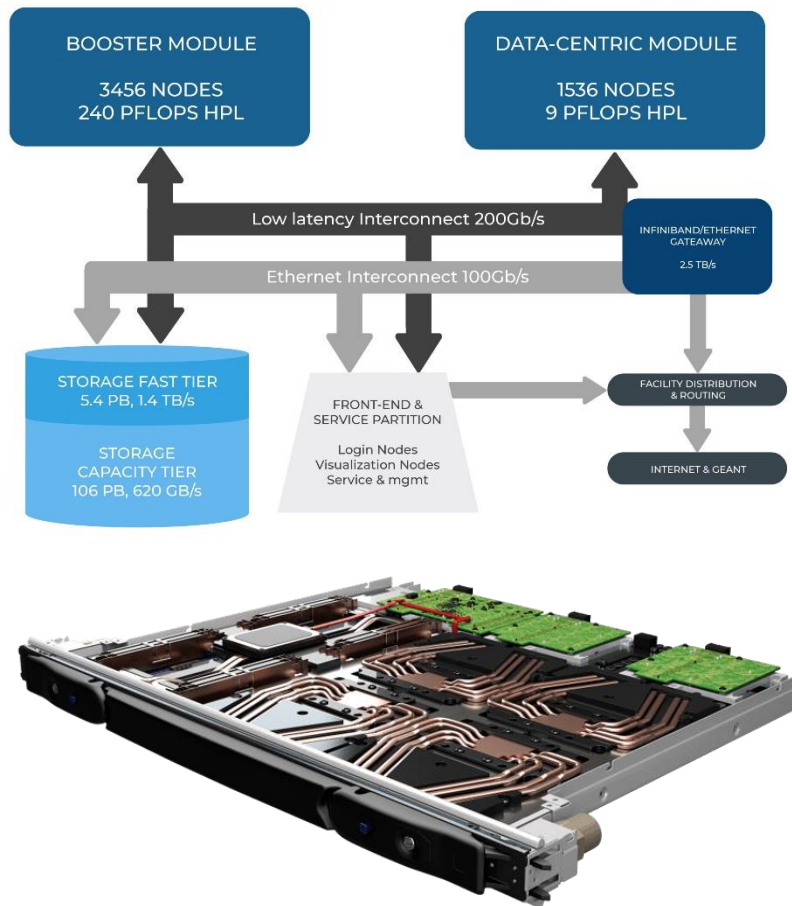 BOOSTER MODULE
3456 NODES
240 PFLOPS HPL
DATA-CENTRIC MODULE
1536 NODES
9 PFLOPS HPL
Low latency Interconnect 200Gb/s
INFINIBAND/ETHERNET
GATEAWAY
2.5 TB/s
Ethernet Interconnect 100Gb/s
STORAGE FAST TIER
5.4 PB, 1.4 TB/s
STORAGE
CAPACITY TIER
106 PB, 620 GB/s
FRONT-END &
SERVICE PARTITION
Login Nodes
Visualization Nodes
Service & mgmt
FACILITY DISTRIBUTION
& ROUTING
INTERNET & GEANT